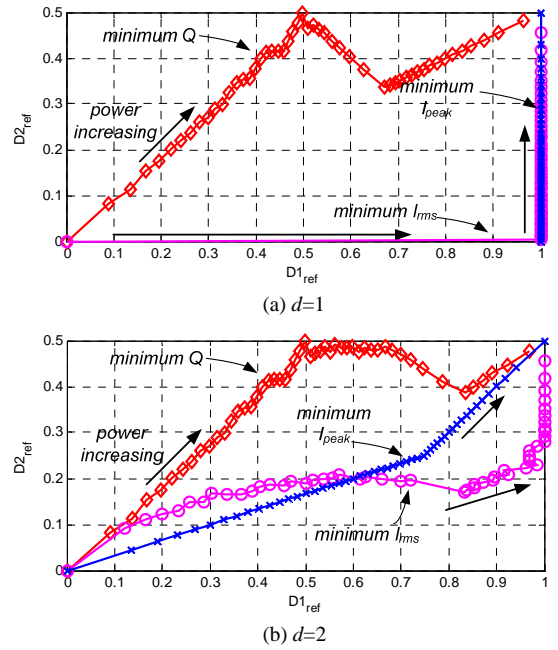 0.5
0.4
0.3
0.2
0.1
0
D2ref
minimum Q
power
increasing
minimum
Ipeak
minimum Irms
0 0.1 0.2 0.3 0.4 0.5 0.6 0.7 0.8 0.9 1
D1ref
(a) d=1
0.5
0.4
0.3
0.2
0.1
0
D2ref
minimum Q
power
increasing
minimum
Ipeak
minimum Irms
0 0.1 0.2 0.3 0.4 0.5 0.6 0.7 0.8 0.9 1
D1ref
(b) d=2